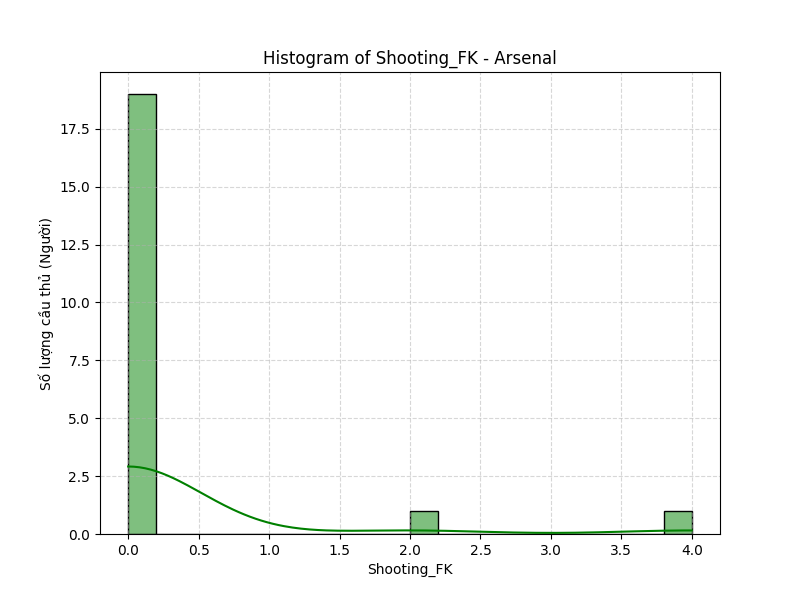 Histogram of Shooting_FK - Arsenal
Số lượng cầu thủ (Người)
17.5
15.0
12.5
10.0
7.5
5.0
2.5
0.0
0.0 0.5 1.0 1.5 2.0 2.5 3.0 3.5 4.0
Shooting_FK